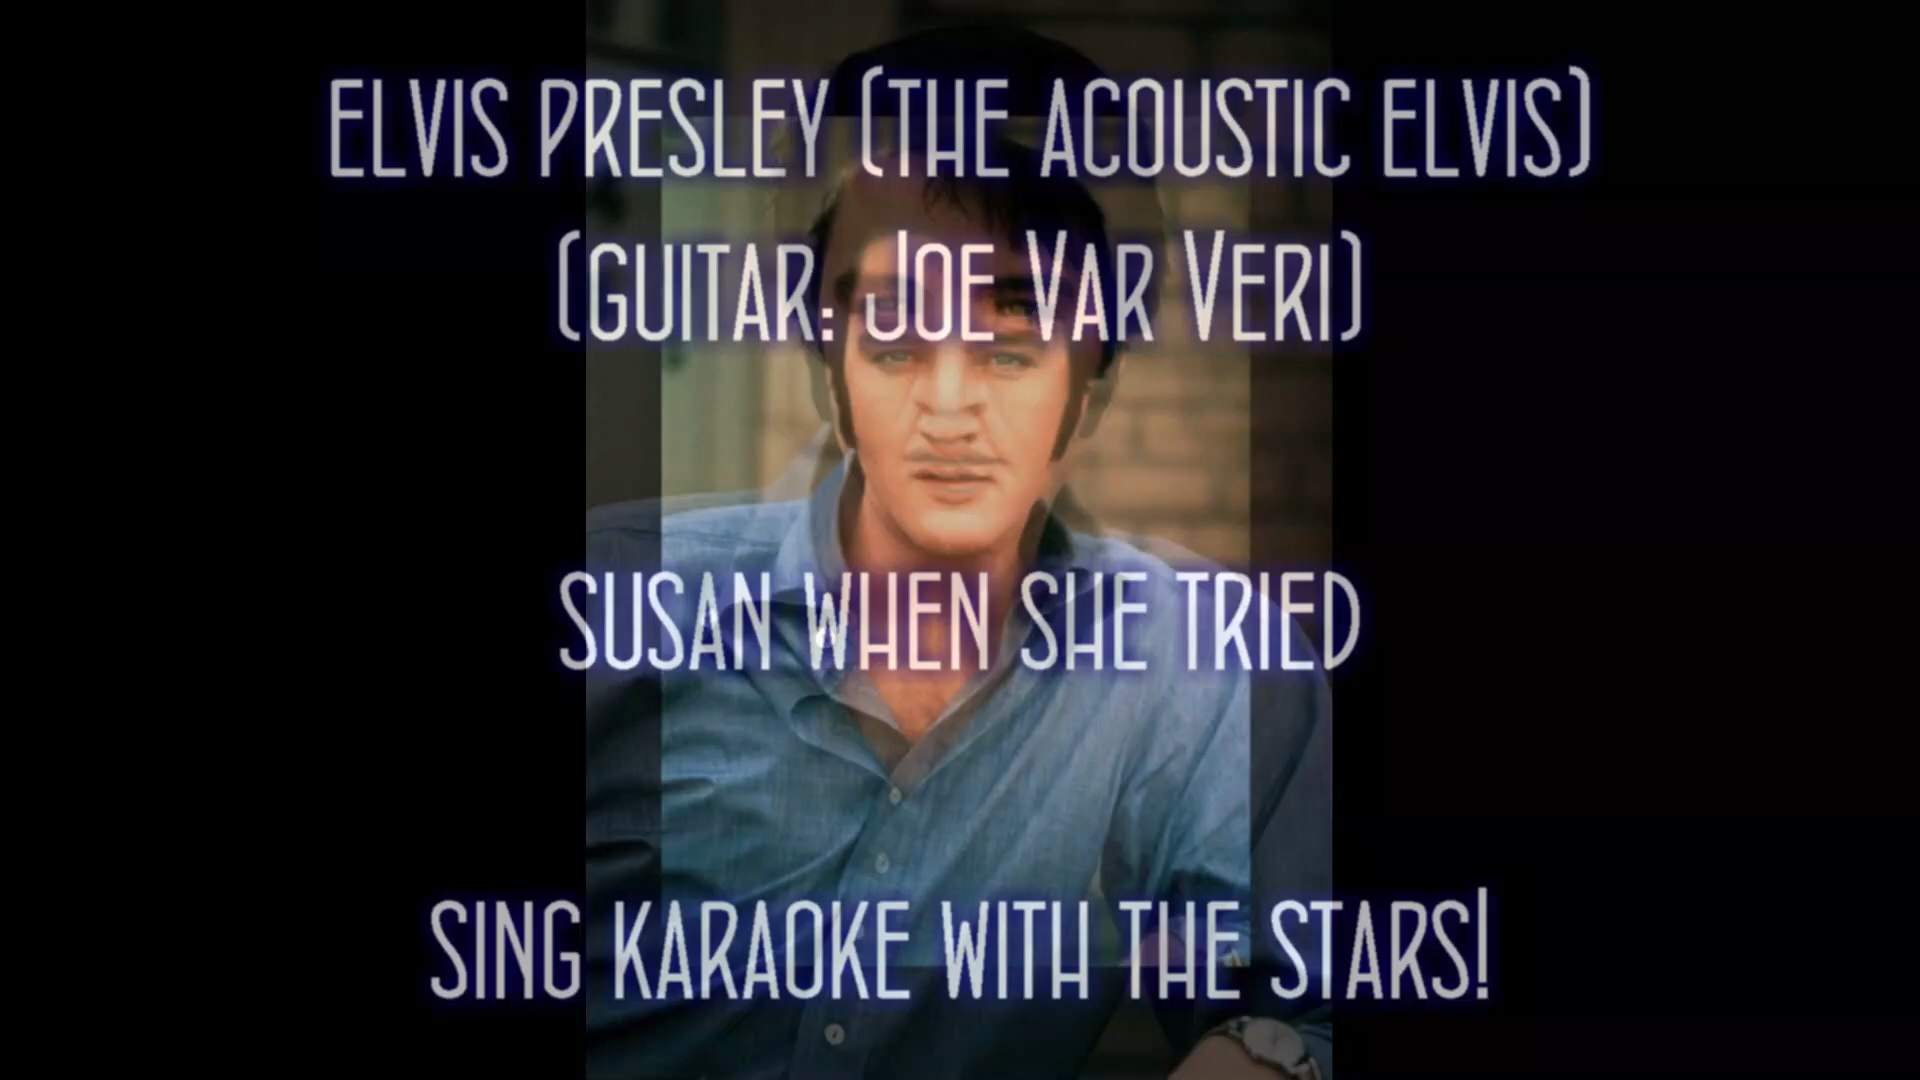 ELVIS PRESLEY (THE ACOUSTIC ELVIS)
(GUITAR: JOE VAR VERI)
SUSAN WHEN SHE TRIED
SING KARAOKE WITH THE STARS!